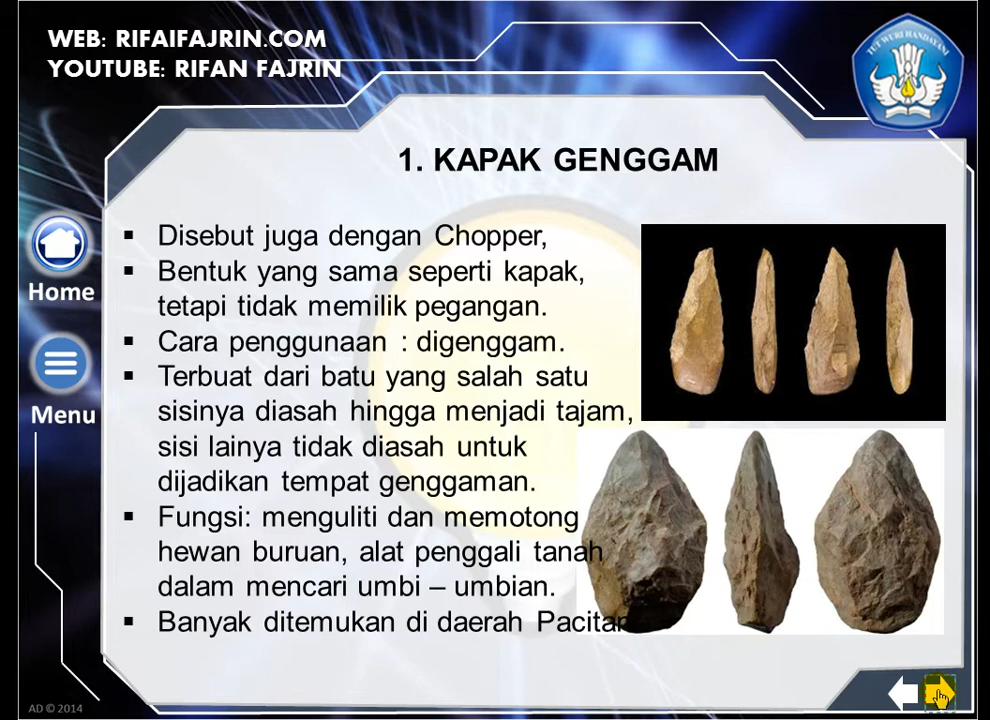 WEB: RIFAIFAJRIN.COM
YOUTUBE: RIFAN FAJRIN
TUT WURI HANDAYANI
1. KAPAK GENGGAM
▪ Disebut juga dengan Chopper,
▪ Bentuk yang sama seperti kapak,
tetapi tidak memilik pegangan.
▪ Cara penggunaan : digenggam.
▪ Terbuat dari batu yang salah satu
sisinya diasah hingga menjadi tajam,
sisi lainya tidak diasah untuk
dijadikan tempat genggaman.
▪ Fungsi: menguliti dan memotong
hewan buruan, alat penggali tanah
dalam mencari umbi – umbian.
▪ Banyak ditemukan di daerah Pacitan
Home
Menu
AD © 2014